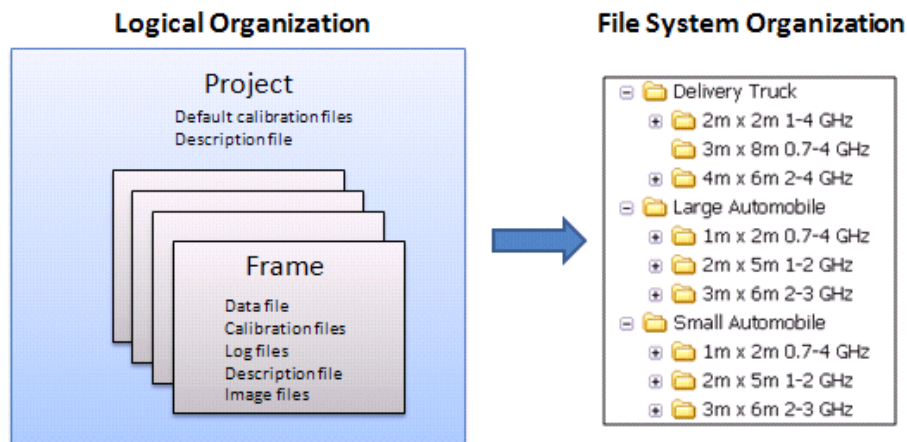 Logical Organization
Project
Default calibration files
Description file
Frame
Data file
Calibration files
Log files
Description file
Image files
File System Organization
Delivery Truck
2m x 2m 1-4 GHz
3m x 8m 0.7-4 GHz
4m x 6m 2-4 GHz
Large Automobile
1m x 2m 0.7-4 GHz
2m x 5m 1-2 GHz
3m x 6m 2-3 GHz
Small Automobile
1m x 2m 0.7-4 GHz
2m x 5m 1-2 GHz
3m x 6m 2-3 GHz